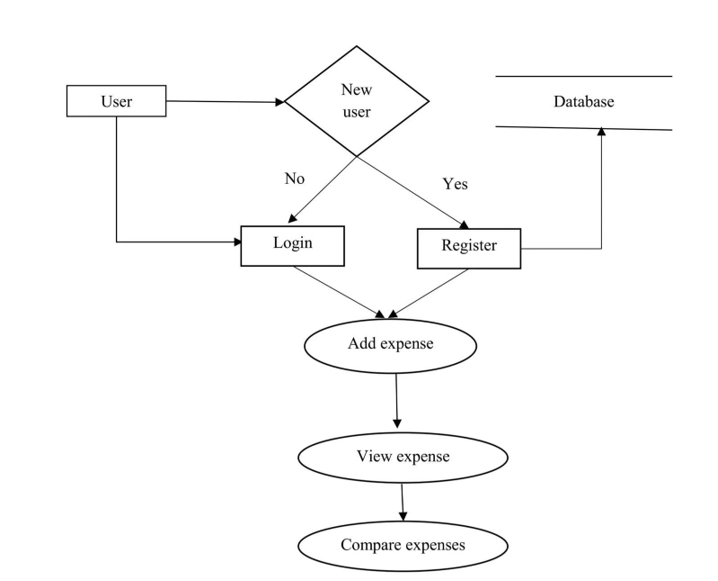 User
New
user
Database
No
Yes
Login
Register
Add expense
View expense
Compare expenses